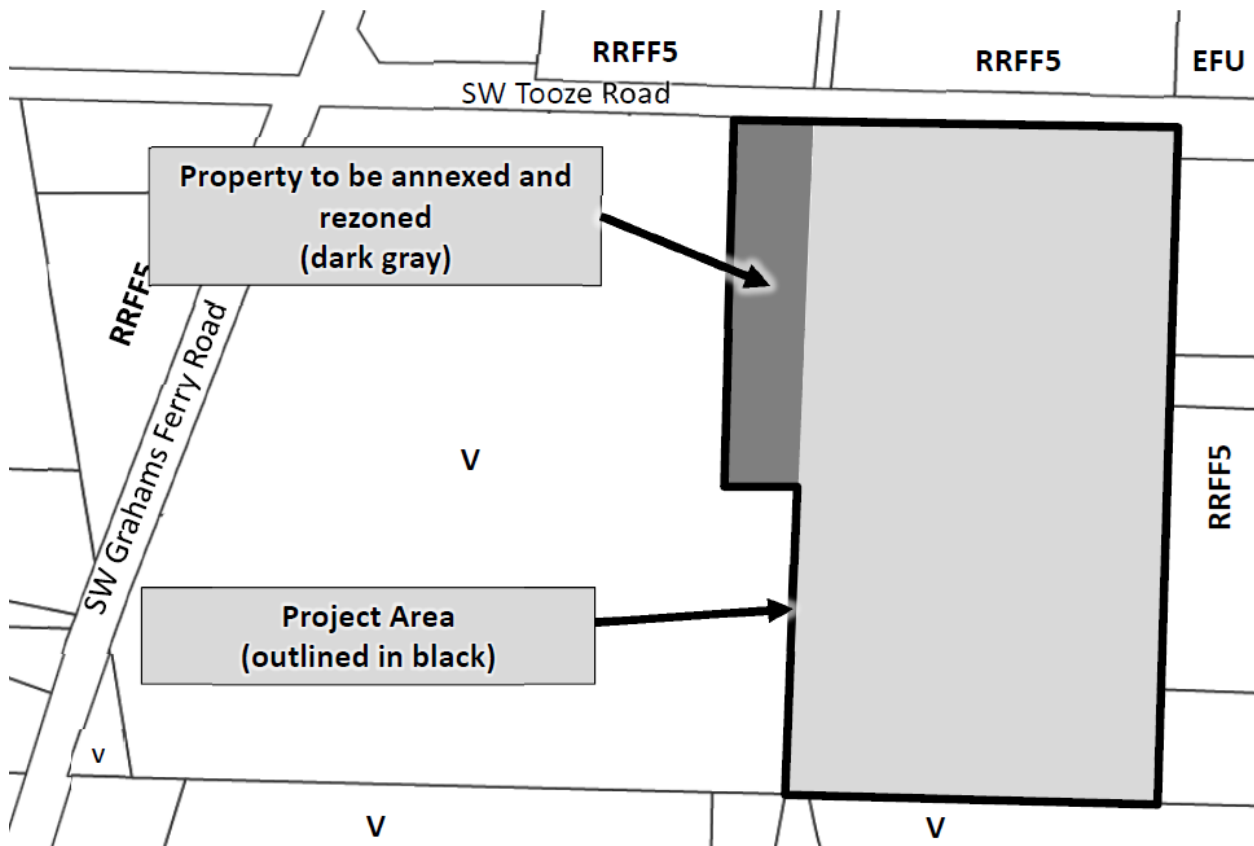 RRFF5
RRFF5
EFU
SW Tooze Road
Property to be annexed and
rezoned
(dark gray)
RRFF5
SW Grahams Ferry Road
V
RRFF5
Project Area
(outlined in black)
v
V
V